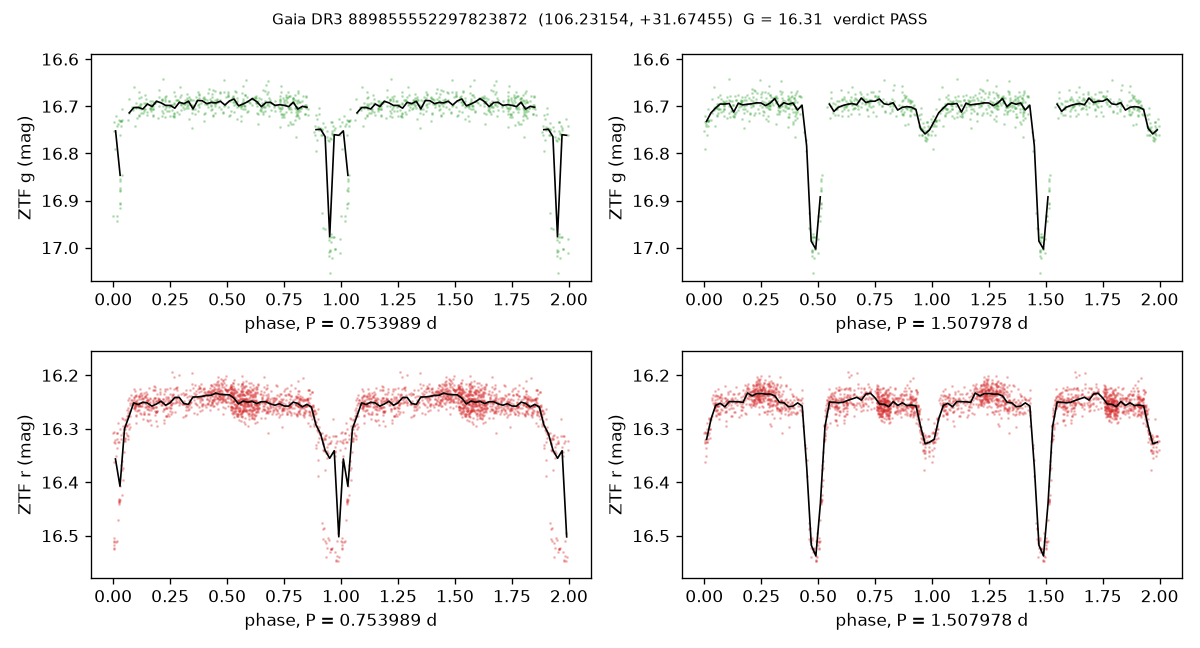 Gaia DR3 889855552297823872  (106.23154, +31.67455)  G = 16.31  verdict PASS
ZTF g (mag)
16.6
16.7
16.8
16.9
17.0
0.00 0.25 0.50 0.75 1.00 1.25 1.50 1.75 2.00
phase, P = 0.753989 d
ZTF g (mag)
16.6
16.7
16.8
16.9
17.0
0.00 0.25 0.50 0.75 1.00 1.25 1.50 1.75 2.00
phase, P = 1.507978 d
ZTF r (mag)
16.2
16.3
16.4
16.5
0.00 0.25 0.50 0.75 1.00 1.25 1.50 1.75 2.00
phase, P = 0.753989 d
ZTF r (mag)
16.2
16.3
16.4
16.5
0.00 0.25 0.50 0.75 1.00 1.25 1.50 1.75 2.00
phase, P = 1.507978 d